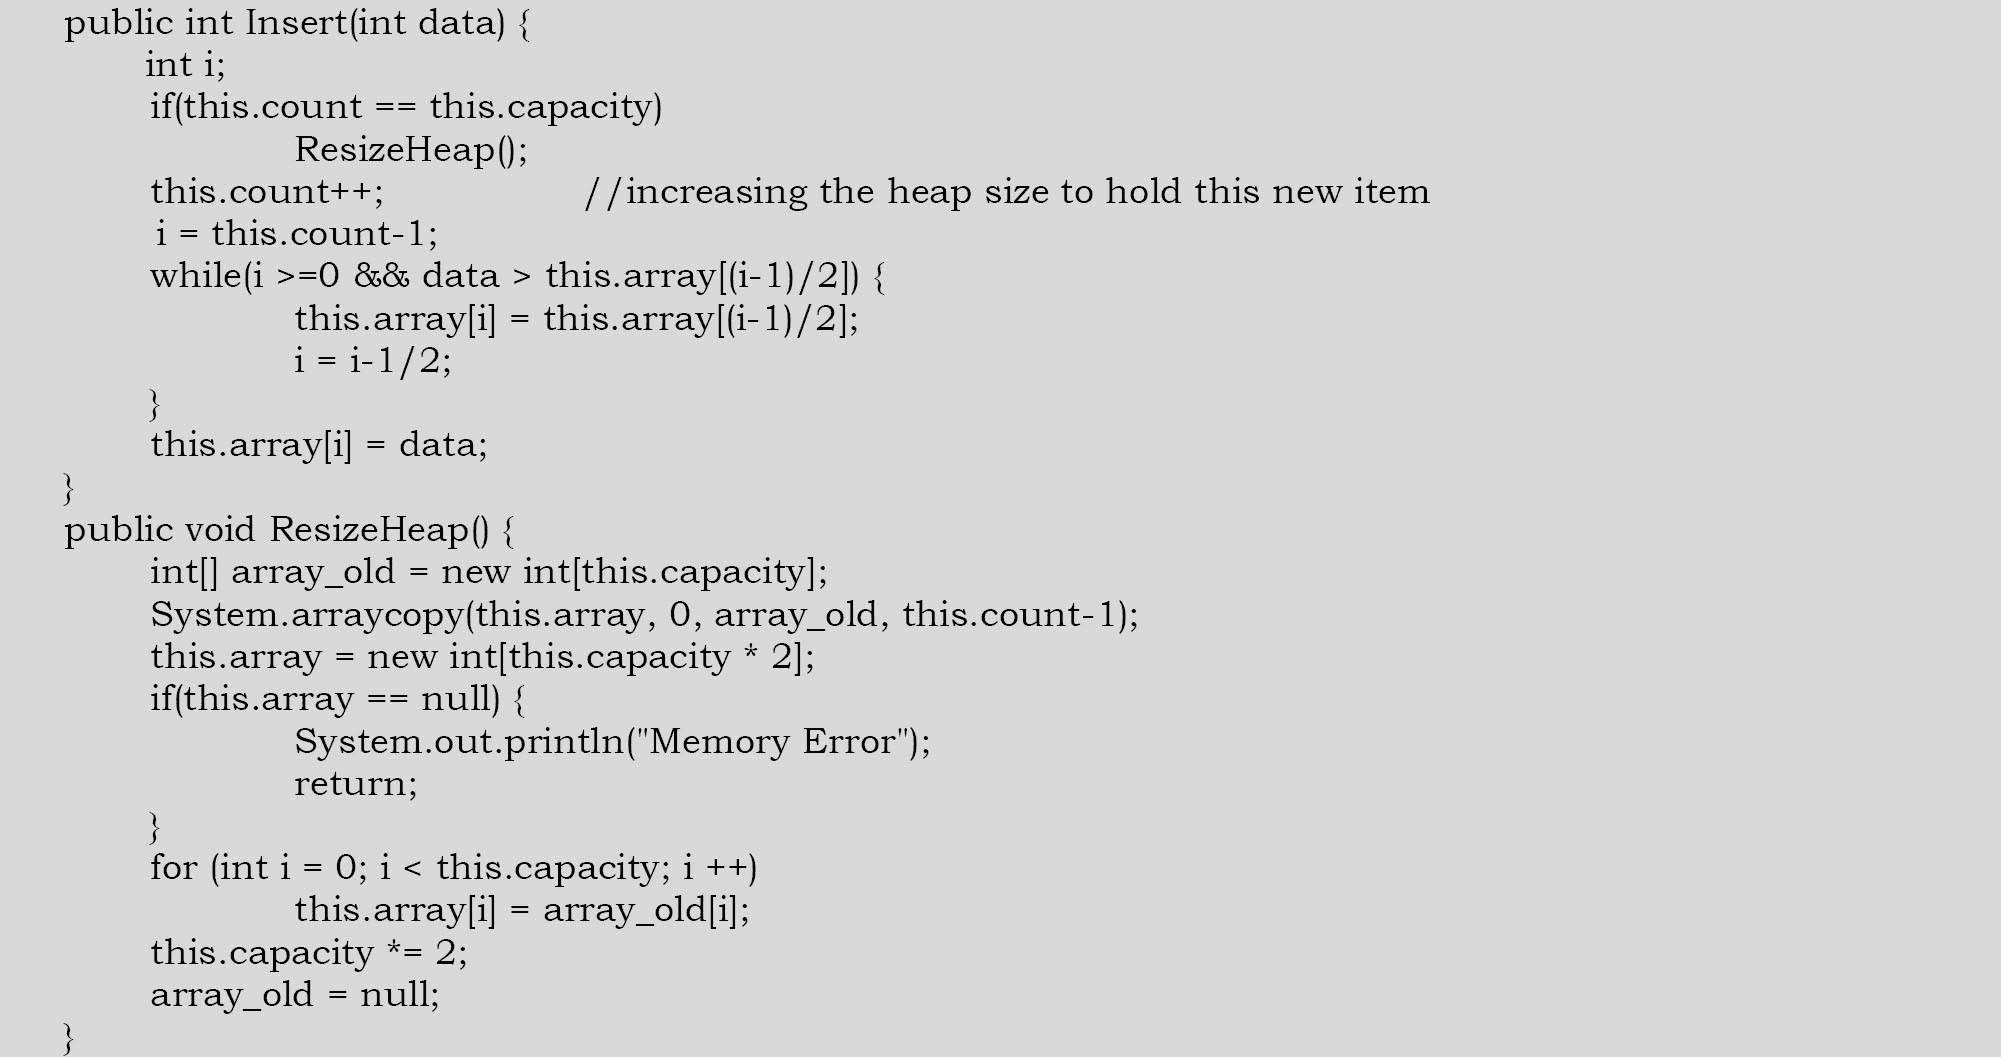 public int Insert(int data) {
int i;
if(this.count == this.capacity)
ResizeHeap();
this.count++; //increasing the heap size to hold this new item
i = this.count-1;
while(i >=0 && data > this.array[(i-1)/2]) {
this.array[i] = this.array[(i-1)/2];
i = i-1/2;
}
this.array[i] = data;
}
public void ResizeHeap() {
int[] array_old = new int[this.capacity];
System.arraycopy(this.array, 0, array_old, this.count-1);
this.array = new int[this.capacity * 2];
if(this.array == null) {
System.out.println("Memory Error");
return;
}
for (int i = 0; i < this.capacity; i ++)
this.array[i] = array_old[i];
this.capacity *= 2;
array_old = null;
}